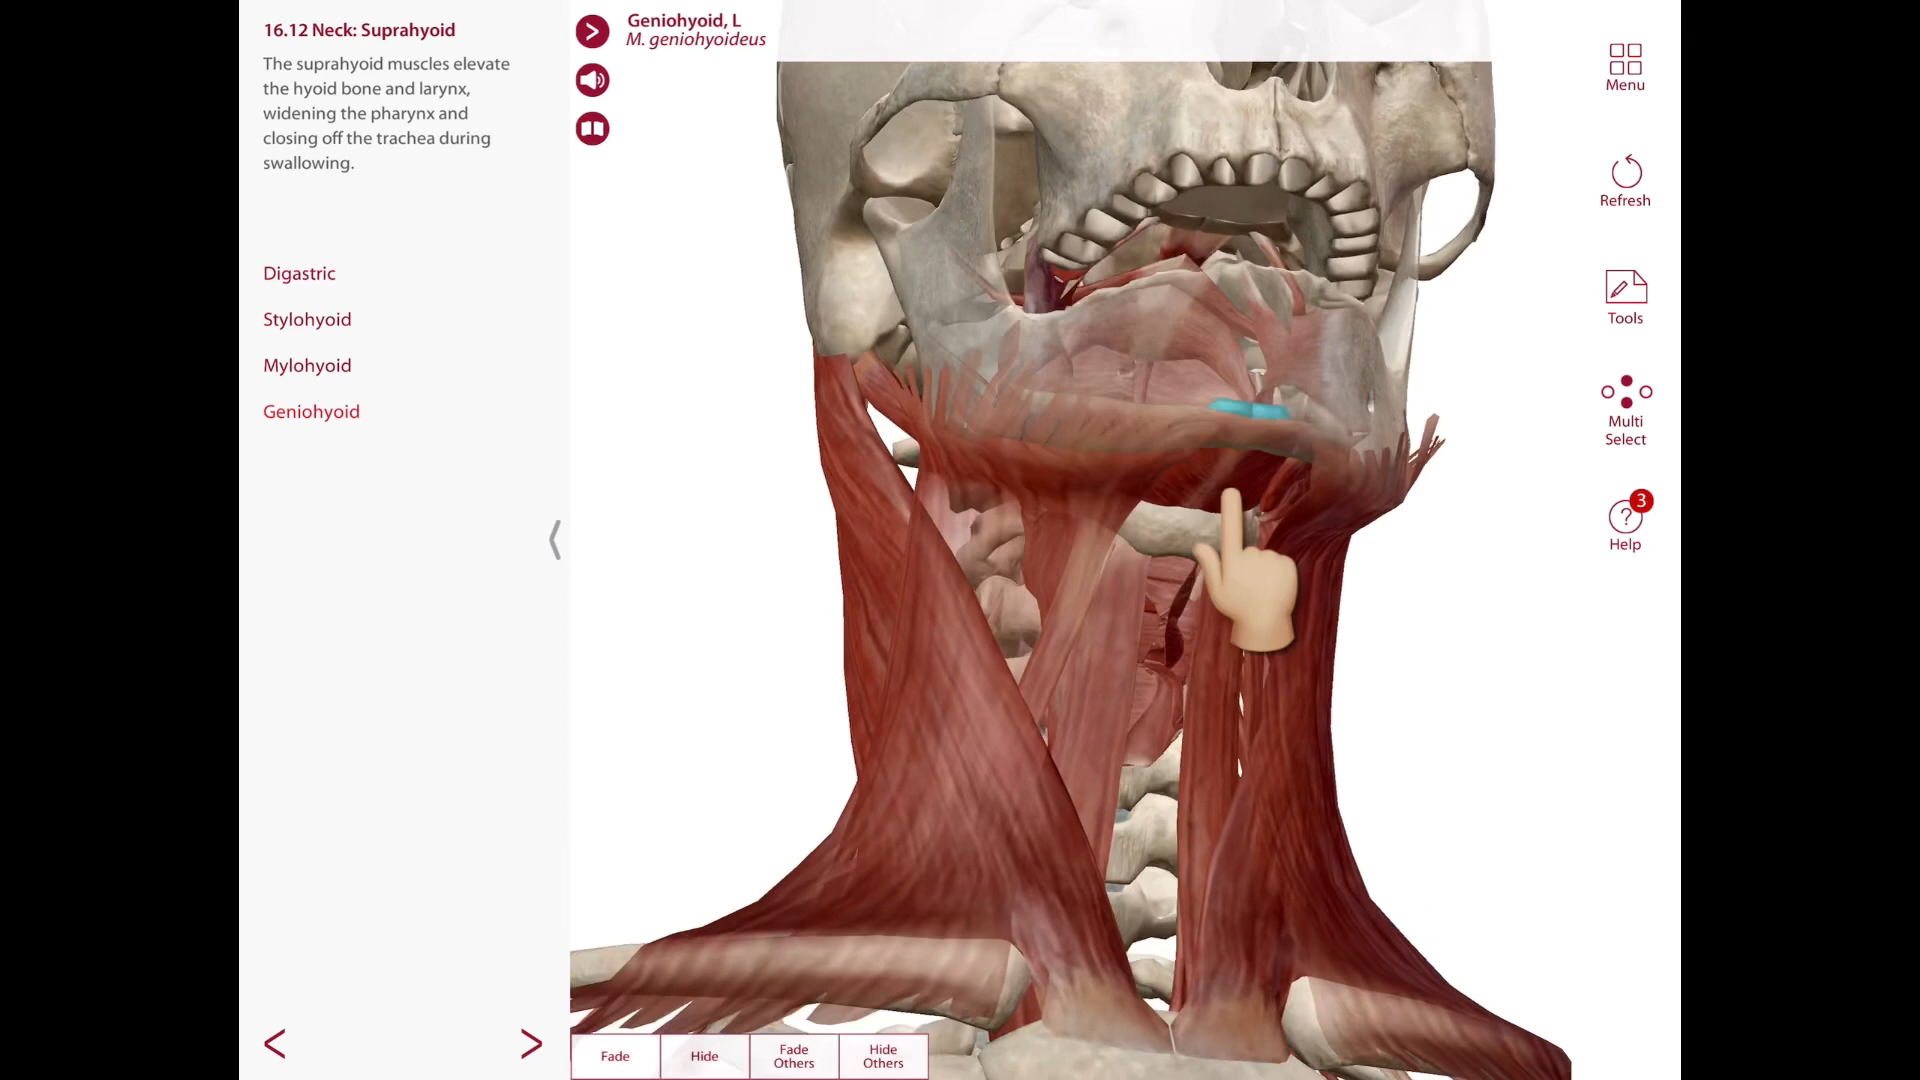 16.12 Neck: Suprahyoid
The suprahyoid muscles elevate
the hyoid bone and larynx,
widening the pharynx and
closing off the trachea during
swallowing.
Digastric
Stylohyoid
Mylohyoid
Geniohyoid
Geniohyoid, L
M. geniohyoideus
Menu
Refresh
Tools
Multi
Select
3
Help
Fade
Hide
Fade
Others
Hide
Others